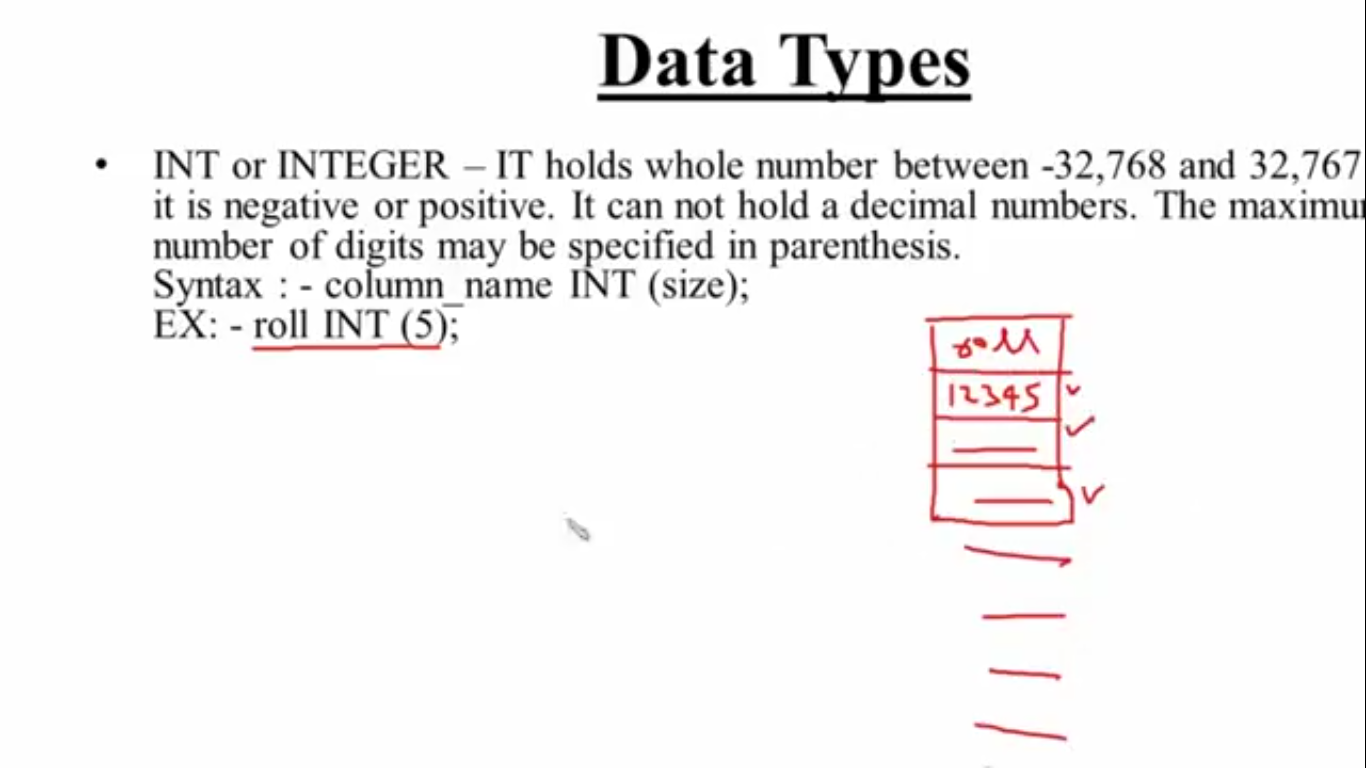 Data Types
• INT or INTEGER – IT holds whole number between -32,768 and 32,767
it is negative or positive. It can not hold a decimal numbers. The maximu
number of digits may be specified in parenthesis.
Syntax : - column_name INT (size);
EX: - roll INT (5);
roll
12345